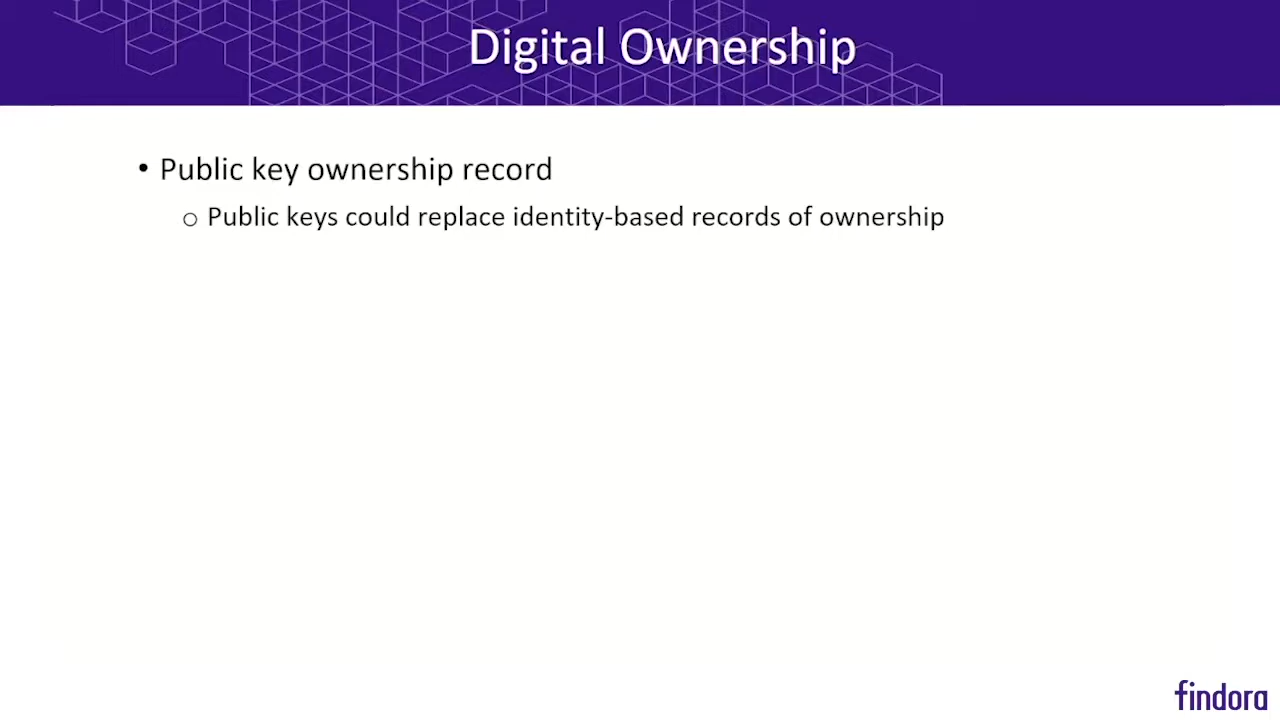 Digital Ownership
• Public key ownership record
o Public keys could replace identity-based records of ownership
findora